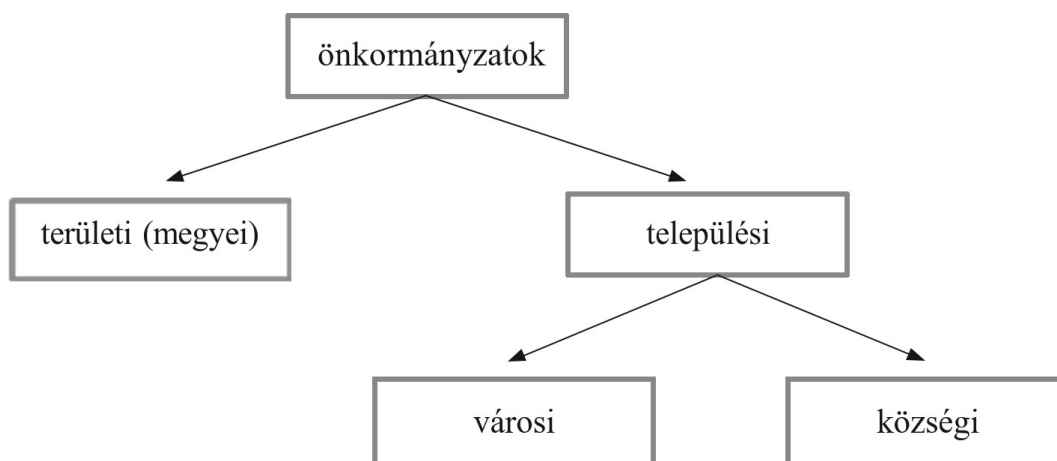 önkormányzatok
területi (megyei)
települési
városi
községi